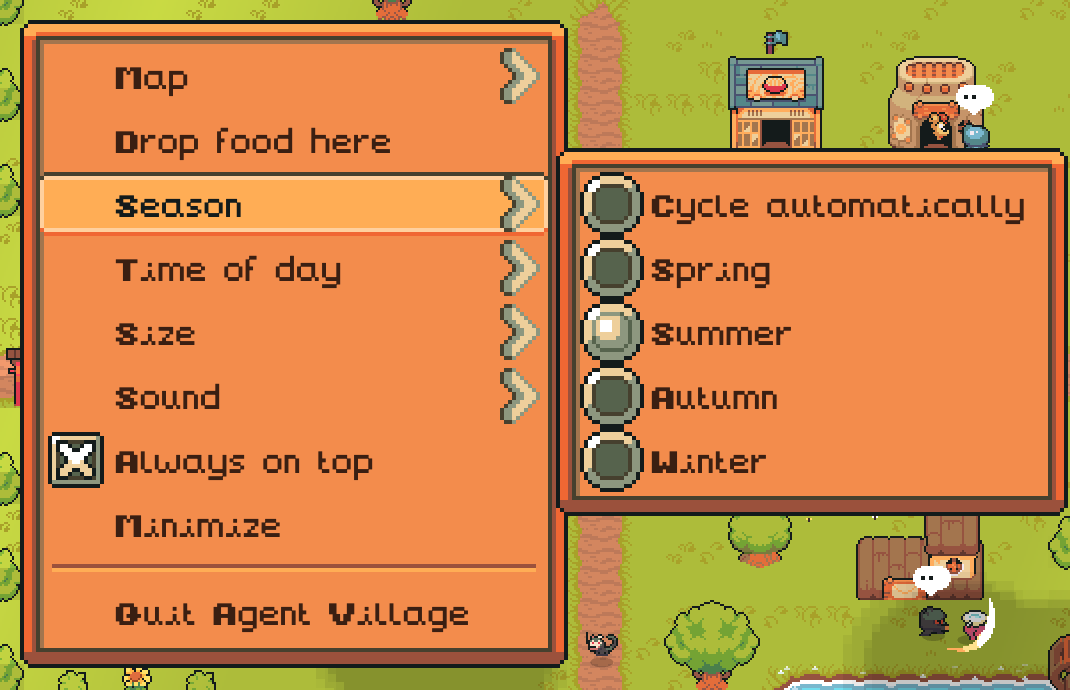 Map
Drop food here
Season
Time of day
Size
Sound
Always on top
Minimize
Quit Agent Village
Cycle automatically
Spring
Summer
Autumn
Winter